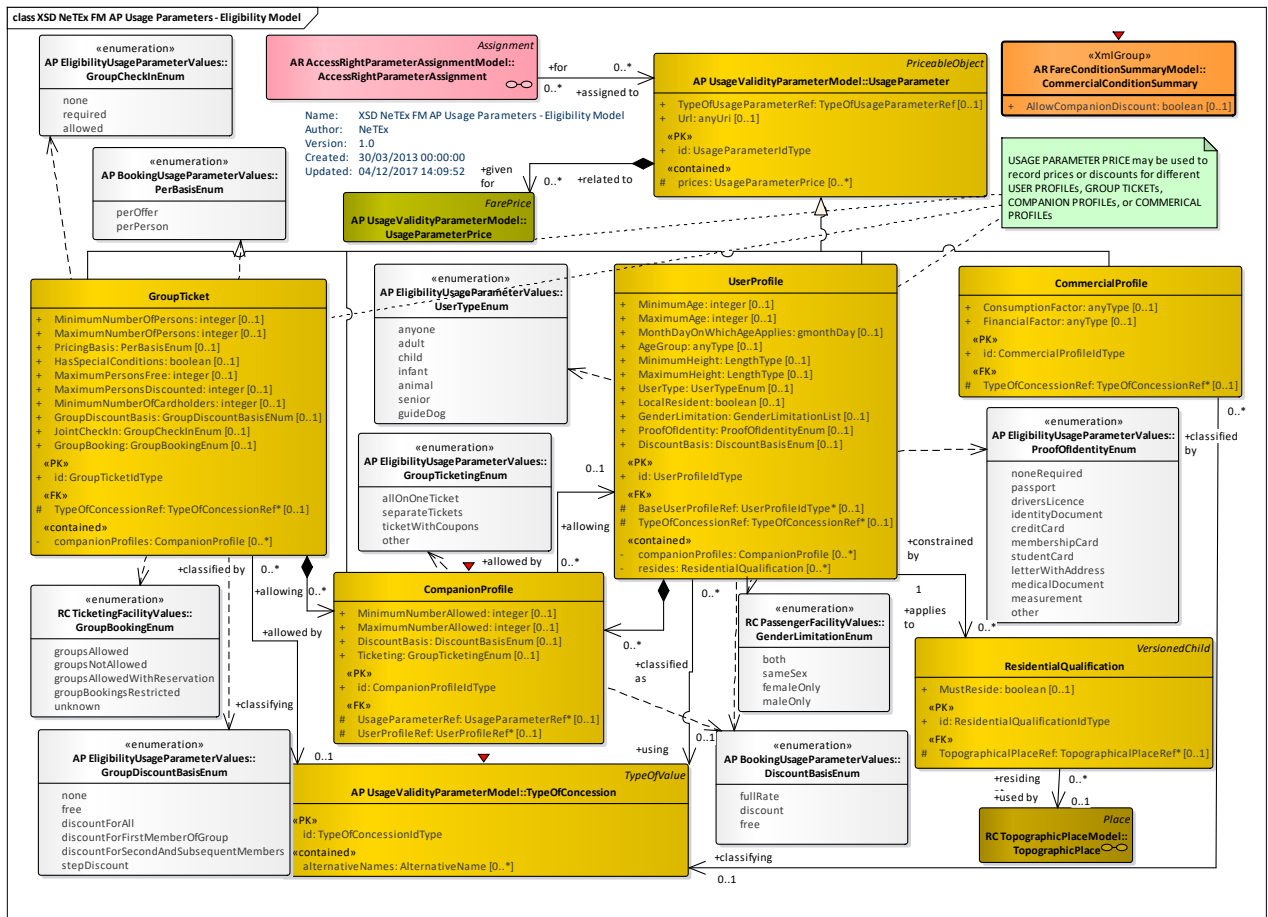 class XSD NeTEx FM AP Usage Parameters - Eligibility Model
«enumeration»
AP EligibilityUsageParameterValues::
GroupCheckInEnum
none
required
allowed
Assignment
AR AccessRightParameterAssignmentModel::
AccessRightParameterAssignment
+for
0..*
0..*
+assigned to
PriceableObject
AP UsageValidityParameterModel::UsageParameter
+ TypeOfUsageParameterRef: TypeOfUsageParameterRef [0..1]
+ Url: anyUri [0..1]
«PK»
+ id: UsageParameterIdType
«contained»
# prices: UsageParameterPrice [0..*]
«XmlGroup»
AR FareConditionSummaryModel::
CommercialConditionSummary
+ AllowCompanionDiscount: boolean [0..1]
Name: XSD NeTEx FM AP Usage Parameters - Eligibility Model
Author: NeTEx
Version: 1.0
Created: 30/03/2013 00:00:00
Updated: 04/12/2017 14:09:52
«enumeration»
AP BookingUsageParameterValues::
PerBasisEnum
perOffer
perPerson
+given
for
0..*
+related to
FarePrice
AP UsageValidityParameterModel::
UsageParameterPrice
USAGE PARAMETER PRICE may be used to
record prices or discounts for different
USER PROFILEs, GROUP TICKETs,
COMPANION PROFILEs, or COMMERICAL
PROFILEs
GroupTicket
+ MinimumNumberOfPersons: integer [0..1]
+ MaximumNumberOfPersons: integer [0..1]
+ PricingBasis: PerBasisEnum [0..1]
+ HasSpecialConditions: boolean [0..1]
+ MaximumPersonsFree: integer [0..1]
+ MaximumPersonsDiscounted: integer [0..1]
+ MinimumNumberOfCardholders: integer [0..1]
+ GroupDiscountBasis: GroupDiscountBasisENum [0..1]
+ JointCheckIn: GroupCheckInEnum [0..1]
+ GroupBooking: GroupBookingEnum [0..1]
«PK»
+ id: GroupTicketIdType
«FK»
# TypeOfConcessionRef: TypeOfConcessionRef* [0..1]
«contained»
- companionProfiles: CompanionProfile [0..*]
«enumeration»
AP EligibilityUsageParameterValues::
UserTypeEnum
anyone
adult
child
infant
animal
senior
guideDog
UserProfile
+ MinimumAge: integer [0..1]
+ MaximumAge: integer [0..1]
+ MonthDayOnWhichAgeApplies: gmonthDay [0..1]
+ AgeGroup: anyType [0..1]
+ MinimumHeight: LengthType [0..1]
+ MaximumHeight: LengthType [0..1]
+ UserType: UserTypeEnum [0..1]
+ LocalResident: boolean [0..1]
+ GenderLimitation: GenderLimitationList [0..1]
+ ProofOfIdentity: ProofOfIdentityEnum [0..1]
+ DiscountBasis: DiscountBasisEnum [0..1]
«PK»
+ id: UserProfileIdType
«FK»
# BaseUserProfileRef: UserProfileIdType* [0..1]
# TypeOfConcessionRef: TypeOfConcessionRef* [0..1]
«contained»
- companionProfiles: CompanionProfile [0..*]
- resides: ResidentialQualification [0..*]
CommercialProfile
+ ConsumptionFactor: anyType [0..1]
+ FinancialFactor: anyType [0..1]
«PK»
+ id: CommercialProfileIdType
«FK»
# TypeOfConcessionRef: TypeOfConcessionRef* [0..1]
0..*
+classified
by
«enumeration»
AP EligibilityUsageParameterValues::
ProofOfIdentityEnum
noneRequired
passport
driversLicence
identityDocument
creditCard
membershipCard
studentCard
letterWithAddress
medicalDocument
measurement
other
«enumeration»
AP EligibilityUsageParameterValues::
GroupTicketingEnum
allOnOneTicket
separateTickets
ticketWithCoupons
other
0..1
+allowing
+allowed by
0..*
+classified by
+allowing
0..*
+allowed by
+constrained
by
1
+applies
to
0..*
«enumeration»
RC TicketingFacilityValues::
GroupBookingEnum
groupsAllowed
groupsNotAllowed
groupsAllowedWithReservation
groupBookingsRestricted
unknown
CompanionProfile
+ MinimumNumberAllowed: integer [0..1]
+ MaximumNumberAllowed: integer [0..1]
+ DiscountBasis: DiscountBasisEnum [0..1]
+ Ticketing: GroupTicketingEnum [0..1]
«PK»
+ id: CompanionProfileIdType
«FK»
# UsageParameterRef: UsageParameterRef* [0..1]
# UserProfileRef: UserProfileRef* [0..1]
0..*
0..*
+classified
as
«enumeration»
RC PassengerFacilityValues::
GenderLimitationEnum
both
sameSex
femaleOnly
maleOnly
VersionedChild
ResidentialQualification
+ MustReside: boolean [0..1]
«PK»
+ id: ResidentialQualificationIdType
«FK»
# TopographicalPlaceRef: TopographicalPlaceRef* [0..1]
+classifying
0..1
+using
0..1
«enumeration»
AP EligibilityUsageParameterValues::
GroupDiscountBasisEnum
none
free
discountForAll
discountForFirstMemberOfGroup
discountForSecondAndSubsequentMembers
stepDiscount
TypeOfValue
AP UsageValidityParameterModel::TypeOfConcession
«PK»
id: TypeOfConcessionIdType
«contained»
alternativeNames: AlternativeName [0..*]
«enumeration»
AP BookingUsageParameterValues::
DiscountBasisEnum
fullRate
discount
free
+residing
0..*
+used by
0..1
Place
RC TopographicPlaceModel::
TopographicPlace
+classifying
0..1